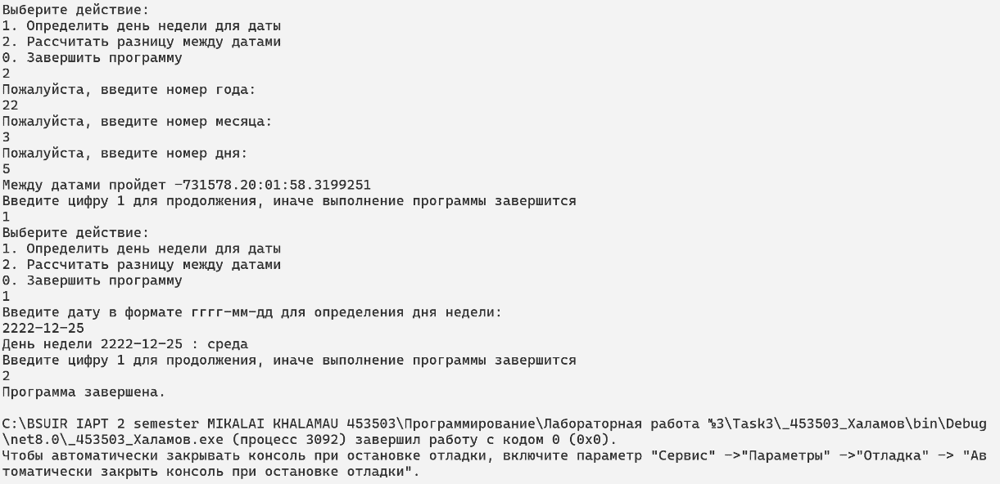 Выберите действие:
1. Определить день недели для даты
2. Рассчитать разницу между датами
0. Завершить программу
2
Пожалуйста, введите номер года:
22
Пожалуйста, введите номер месяца:
3
Пожалуйста, введите номер дня:
5
Между датами пройдет -731578.20:01:58.3199251
Введите цифру 1 для продолжения, иначе выполнение программы завершится
1
Выберите действие:
1. Определить день недели для даты
2. Рассчитать разницу между датами
0. Завершить программу
1
Введите дату в формате гггг-мм-дд для определения дня недели:
2222-12-25
День недели 2222-12-25 : среда
Введите цифру 1 для продолжения, иначе выполнение программы завершится
2
Программа завершена.
C:\BSUIR IAPT 2 semester MIKALAI KHALAMAU 453503\Программирование\Лабораторная работа №3\Task3\_453503_Халамов\bin\Debug
\net8.0\_453503_Халамов.exe (процесс 3092) завершил работу с кодом 0 (0x0).
Чтобы автоматически закрывать консоль при остановке отладки, включите параметр "Сервис" ->"Параметры" ->"Отладка" -> "Ав
томатически закрыть консоль при остановке отладки".